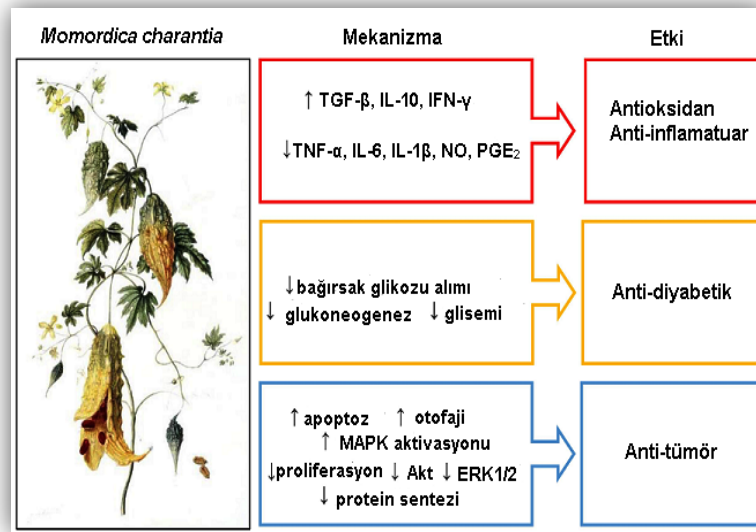 Momordica charantia
Mekanizma
Etki
↑ TGF-β, IL-10, IFN-γ
↓TNF-α, IL-6, IL-1β, NO, PGE₂
Antioksidan
Anti-inflamatuar
↓bağırsak glikozu alımı
↓ glukoneogenez ↓ glisemi
Anti-diyabetik
↑ apoptoz ↑ otofaji
↑ MAPK aktivasyonu
↓proliferasyon ↓ Akt ↓ ERK1/2
↓ protein sentezi
Anti-tümör